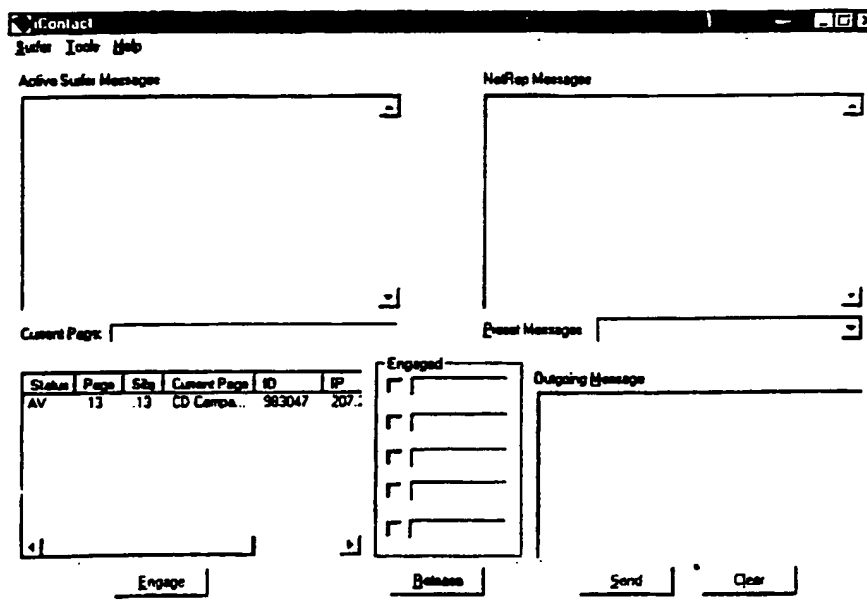 iContact
Surfer Tools Help
Active Surfer Messages
NetRep Messages
Current Page:
Preset Messages
Status Page Site Current Page ID IP
AV 13 .13 CD Compa... 983047 207.2
Engaged
Outgoing Message
Engage
Release
Send
Clear